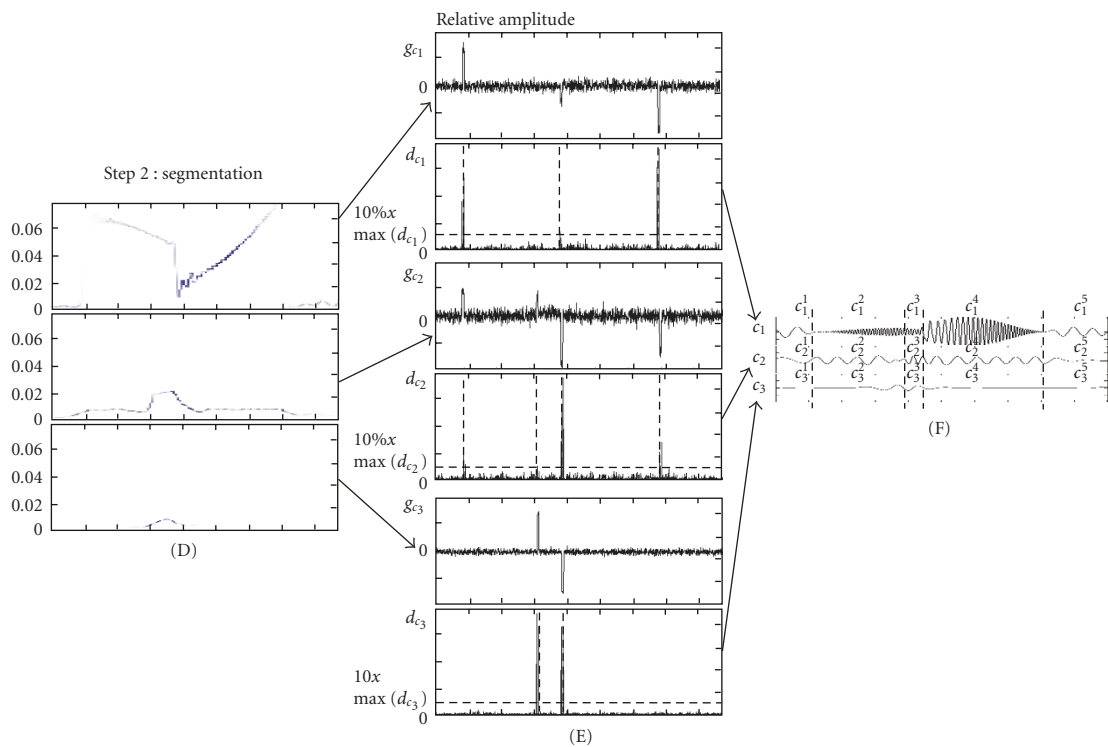 Relative amplitude
g_{c_1}
0
d_{c_1}
10%x
max (d_{c_1})
0
g_{c_2}
0
d_{c_2}
10%x
max (d_{c_2})
0
g_{c_3}
0
d_{c_3}
10x
max (d_{c_3})
0
(E)
Step 2 : segmentation
0.06
0.04
0.02
0
0.06
0.04
0.02
0
0.06
0.04
0.02
0
(D)
c_1^1 c_1^2 c_1^3 c_1^4 c_1^5
c_1
c_2^1 c_2^2 c_2^3 c_2^4 c_2^5
c_2
c_3^1 c_3^2 c_3^3 c_3^4 c_3^5
c_3
(F)